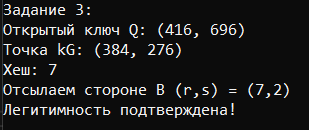 Задание 3:
Открытый ключ Q: (416, 696)
Точка kG: (384, 276)
Хеш: 7
Отсылаем стороне B (r,s) = (7,2)
Легитимность подтверждена!